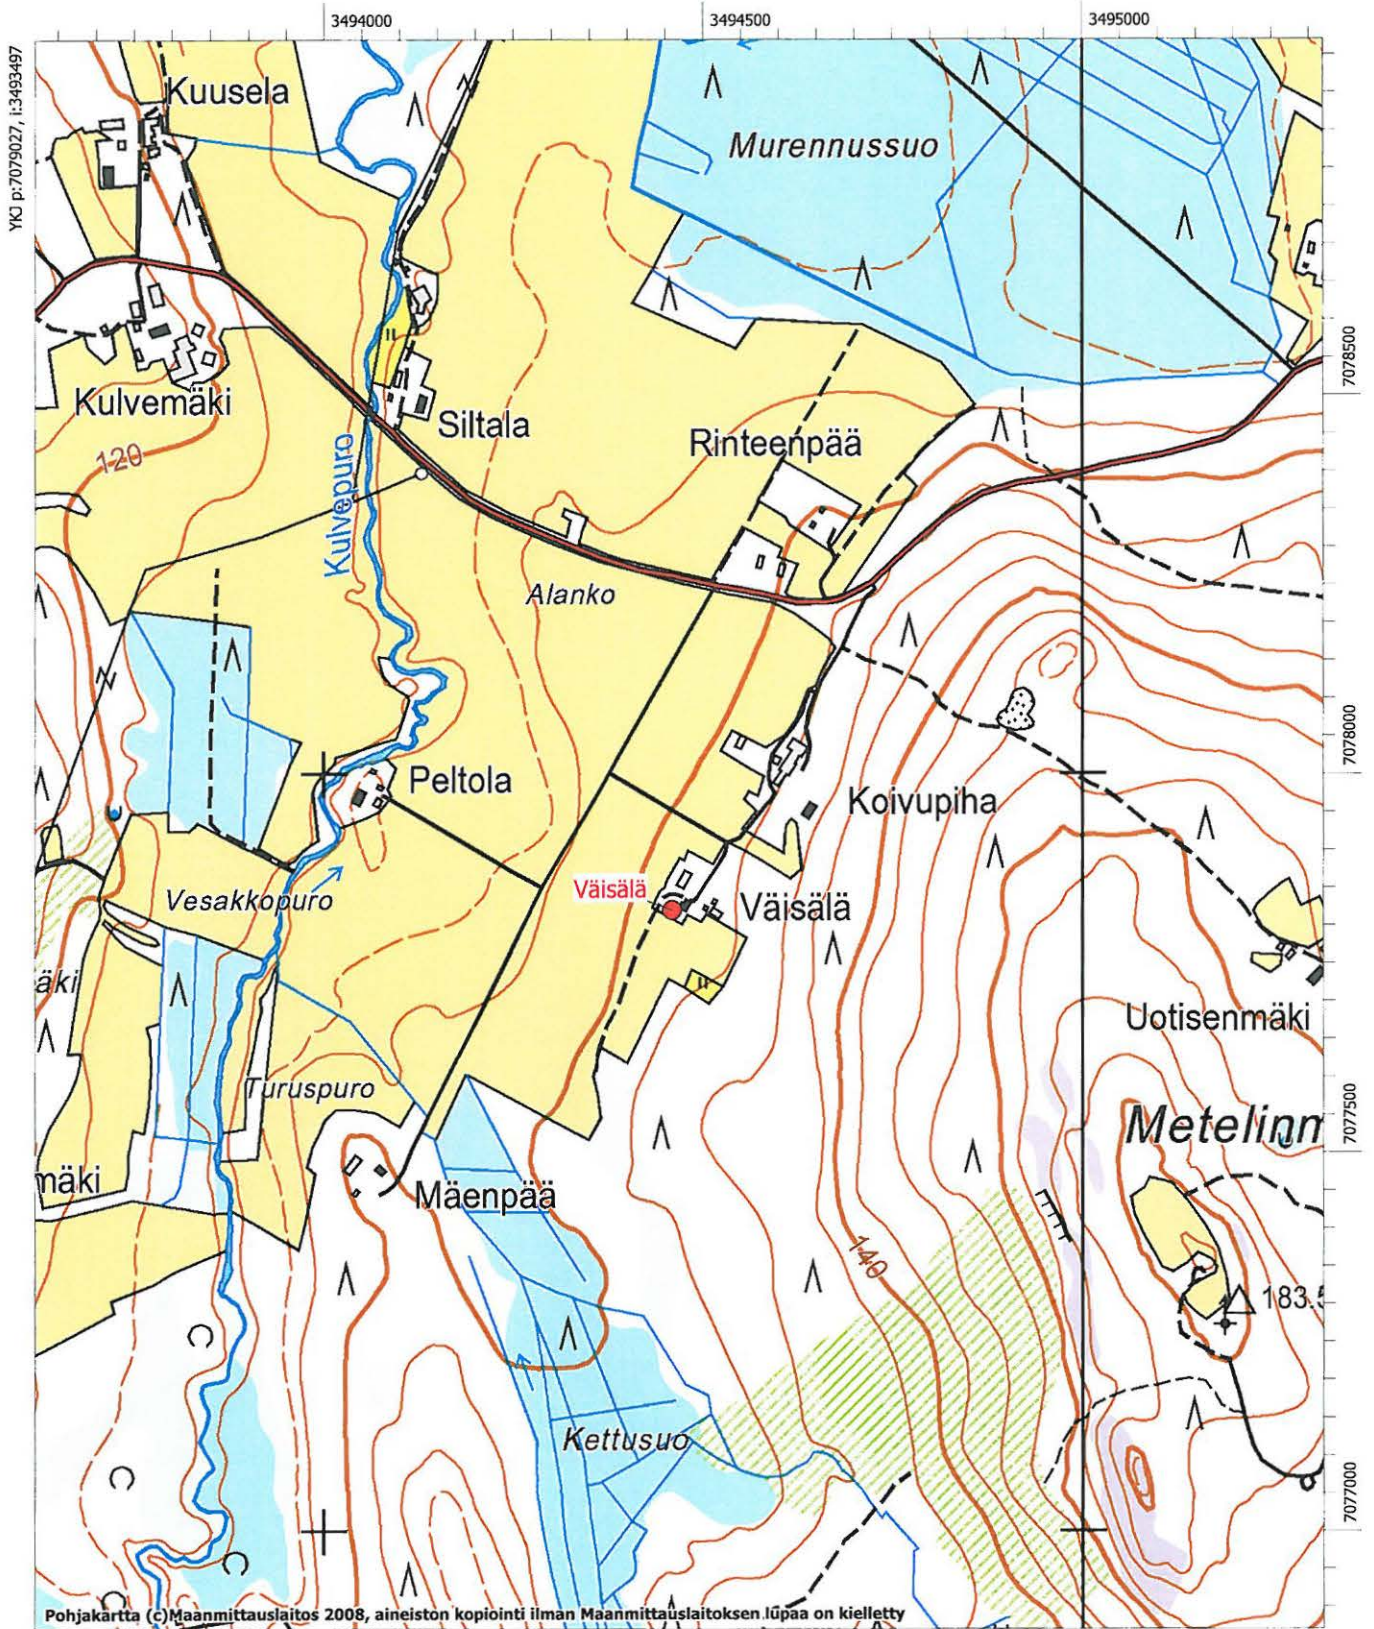 3494000
3494500
3495000
YKJ p:7079027, i:3493497
Kuusela
Murennussuo
7078500
Kulvemäki
Siltala
Rinteenpää
120
Kulvepuro
Alanko
7078000
Peltola
Koivupiha
Väisälä
Vesakkopuro
Väisälä
äki
Uotisenmäki
Turuspuro
7077500
Metelinm
mäki
Mäenpää
140
183.5
Kettusuo
7077000
Pohjakartta (c)Maanmittauslaitos 2008, aineiston kopiointi ilman Maanmittauslaitoksen lupaa on kielletty